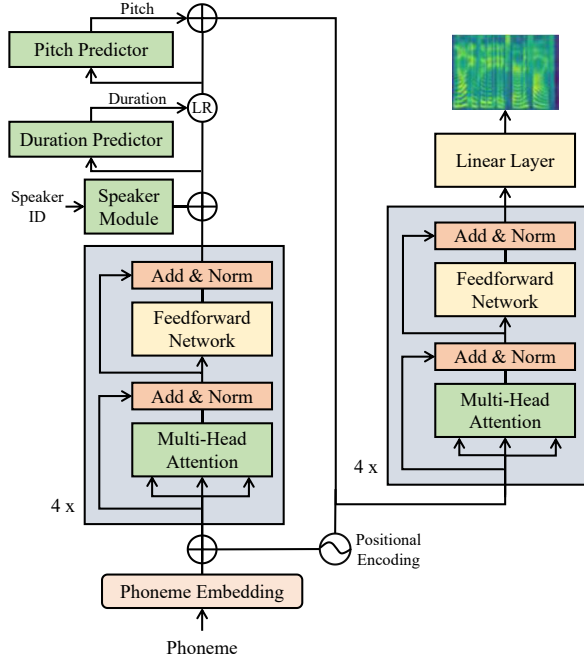 Pitch
Pitch Predictor
Duration
LR
Duration Predictor
Speaker
ID
Speaker
Module
Add & Norm
Feedforward
Network
Add & Norm
Multi-Head
Attention
4 x
Phoneme Embedding
Phoneme
Positional
Encoding
Linear Layer
Add & Norm
Feedforward
Network
Add & Norm
Multi-Head
Attention
4 x